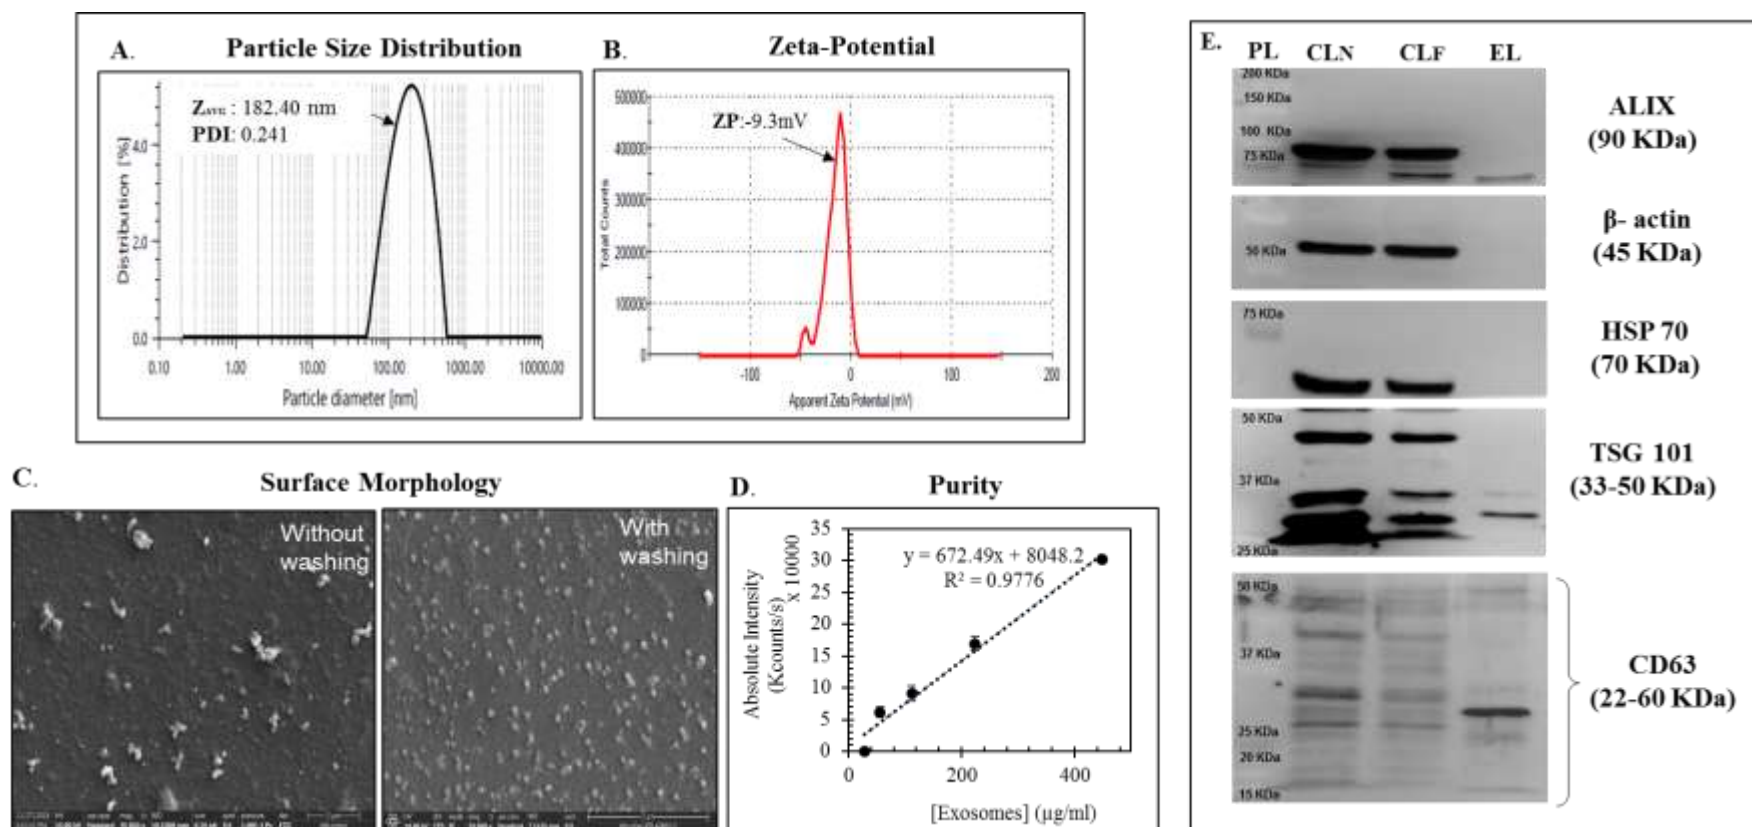 A. Particle Size Distribution
Z AVG : 182.40 nm
PDI: 0.241
Distribution [%]
4.0
2.0
0.0
0.10 1.00 10.00 100.00 1000.00 10000.00
Particle diameter [nm]
B. Zeta-Potential
ZP:-9.3mV
Total Counts
500000
400000
300000
200000
100000
0
-100 0 100 200
Apparent Zeta Potential (mV)
C. Surface Morphology
Without
washing
With
washing
D. Purity
y = 672.49x + 8048.2
R² = 0.9776
Absolute Intensity
(Kcounts/s)
x 10000
35
30
25
20
15
10
5
0
0 200 400
[Exosomes] (µg/ml)
E. PL CLN CLF EL
200 KDa
150 KDa
100 KDa
75 KDa
ALIX
(90 KDa)
50 KDa
β- actin
(45 KDa)
75 KDa
HSP 70
(70 KDa)
50 KDa
37 KDa
25 KDa
TSG 101
(33-50 KDa)
50 KDa
37 KDa
25 KDa
20 KDa
15 KDa
CD63
(22-60 KDa)